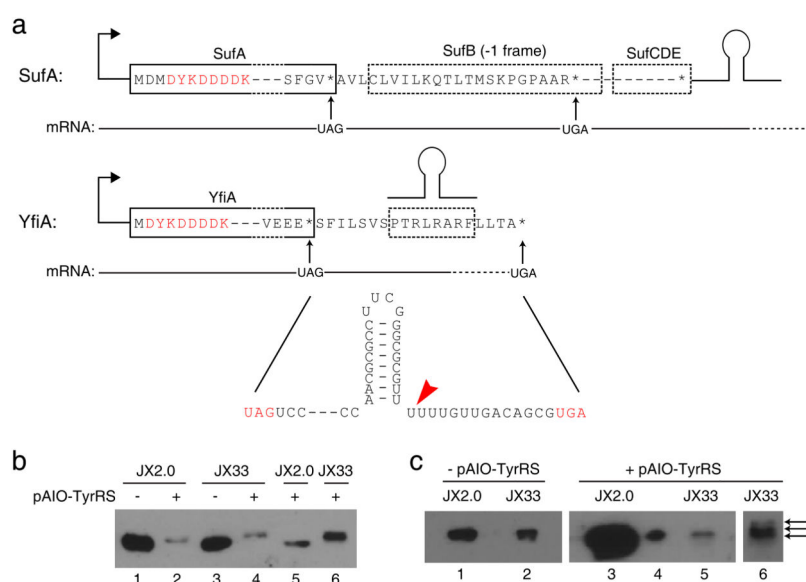 a
SufA SufB (-1 frame) SufCDE
SufA: MDMDYKDDDDK---SFGV*AVLCLVILKQTLTMSKPGPAAR*---------*
mRNA: UAG UGA
YfiA
YfiA: MDYKDDDDK---VEEE*SFILSVSPTRLRARFLLTA*
mRNA: UAG UGA
U C
U G
C–G
C–G
G–C
C–G
G–C
C–G
A–U
A–U
UAGUCC---CC UUUUGUUGACAGCGUGA
b
JX2.0 JX33 JX2.0 JX33
pAIO-TyrRS - + - + + +
1 2 3 4 5 6
c
- pAIO-TyrRS + pAIO-TyrRS
JX2.0 JX33 JX2.0 JX33 JX33
1 2 3 4 5 6